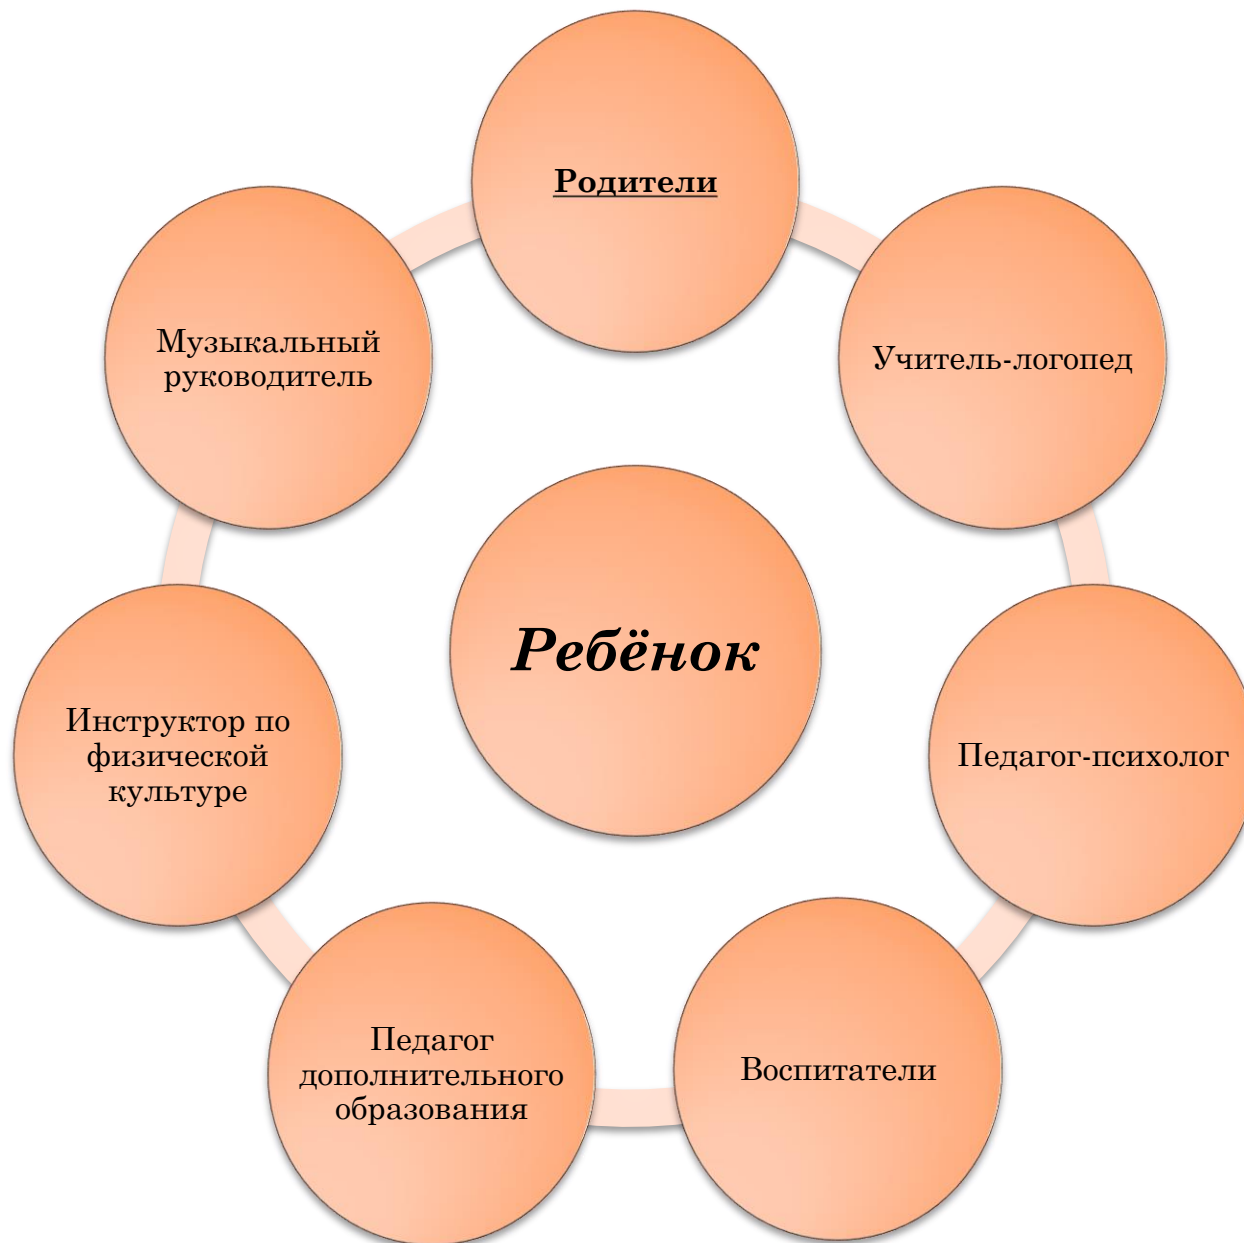 Родители
Учитель-логопед
Педагог-психолог
Воспитатели
Педагог
дополнительного
образования
Инструктор по
физической
культуре
Музыкальный
руководитель
Ребёнок